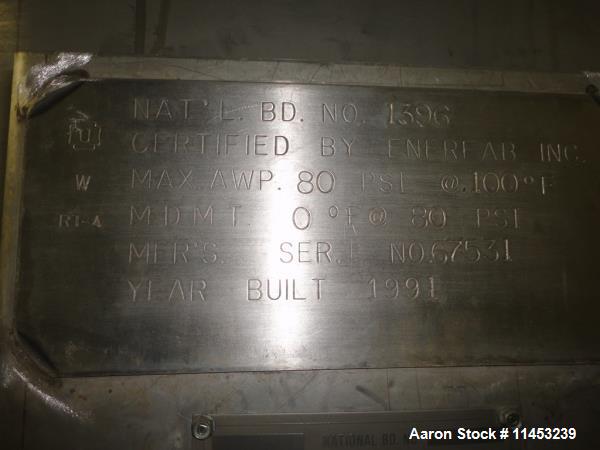 NAT'L. BD. NO. 1396
U
CERTIFIED BY ENERFAB INC.
W MAX. AWP. 80 PSI @ 100°F
RT-4 M.D.M.T. 0°F @ 80 PSI
MFR'S. SER. NO. 67531
YEAR BUILT 1991
NATIONAL BD. N
Aaron Stock # 11453239